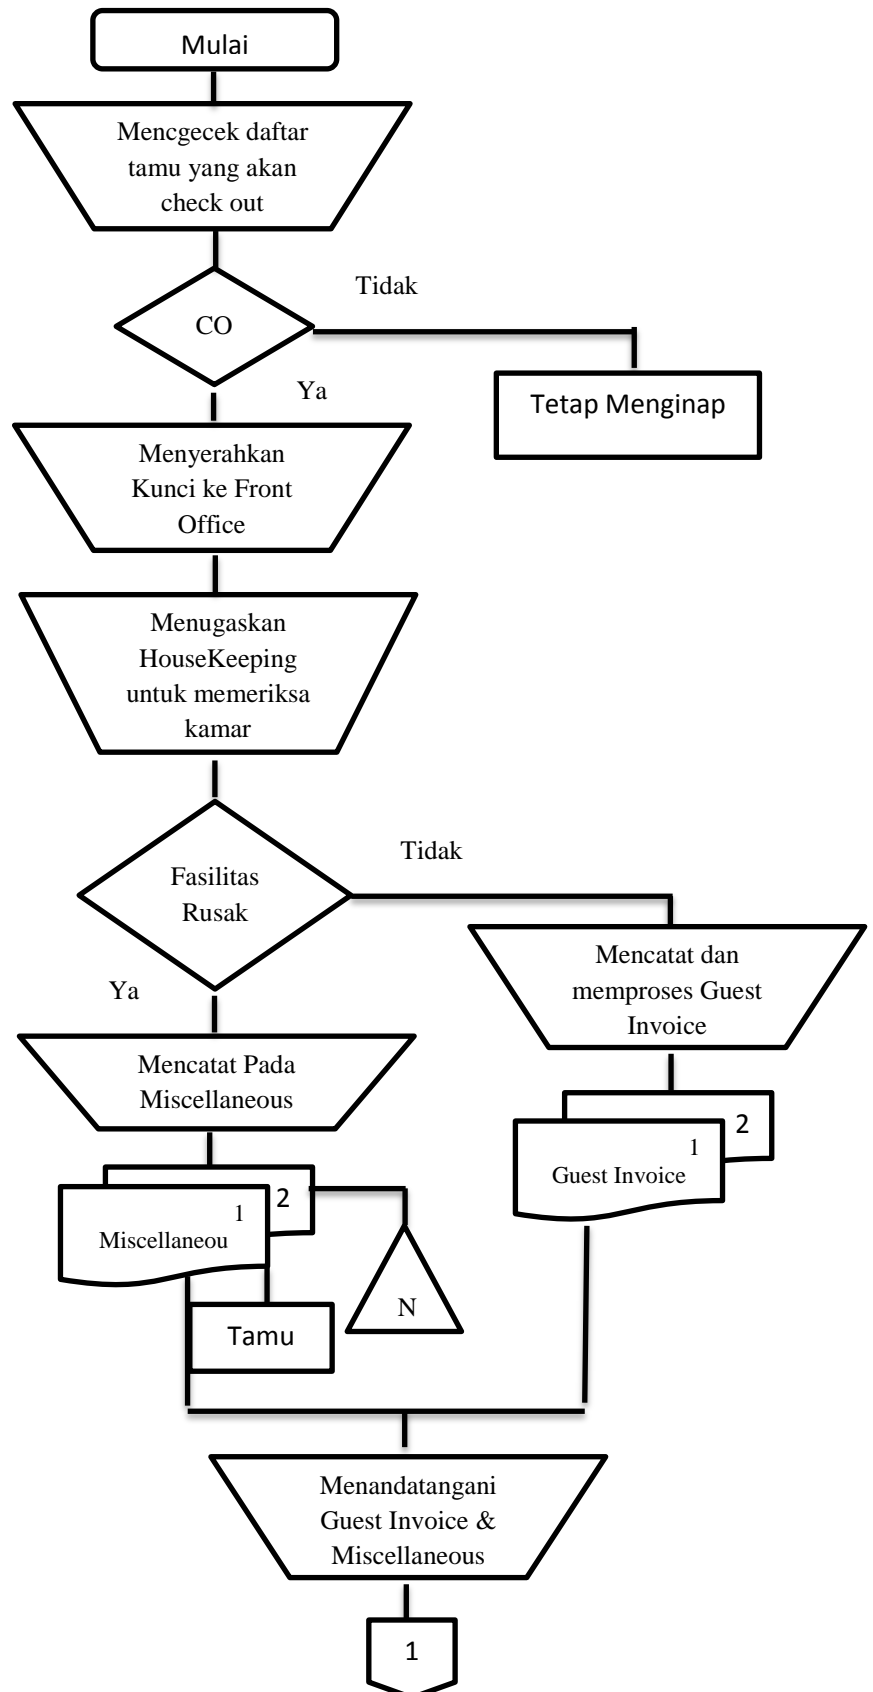 Mulai
Mencgecek daftar
tamu yang akan
check out
Tidak
CO
Ya
Tetap Menginap
Menyerahkan
Kunci ke Front
Office
Menugaskan
HouseKeeping
untuk memeriksa
kamar
Tidak
Fasilitas
Rusak
Ya
Mencatat dan
memproses Guest
Invoice
Mencatat Pada
Miscellaneous
2
1
Guest Invoice
2
1
Miscellaneou
N
Tamu
Menandatangani
Guest Invoice &
Miscellaneous
1